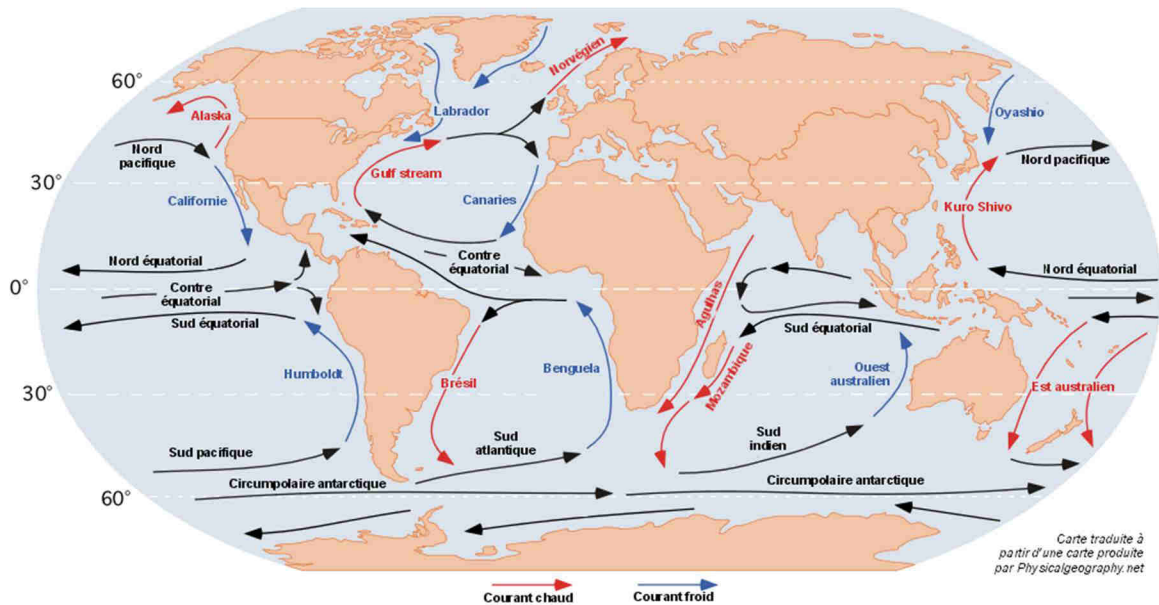 Norvégien
60°
Labrador
Alaska
Oyashio
Nord
pacifique
Nord pacifique
30°
Gulf stream
Californie
Canaries
Kuro Shivo
Contre
équatorial
Nord équatorial
Nord équatorial
0°
Contre
équatorial
Sud équatorial
Agulhas
Sud équatorial
Humboldt
Brésil
Benguela
Mozambique
Ouest
australien
Est australien
30°
Sud
atlantique
Sud
indien
Sud pacifique
Circumpolaire antarctique
Circumpolaire antarctique
60°
Carte traduite à
partir d'une carte produite
par Physicalgeography.net
Courant chaud
Courant froid